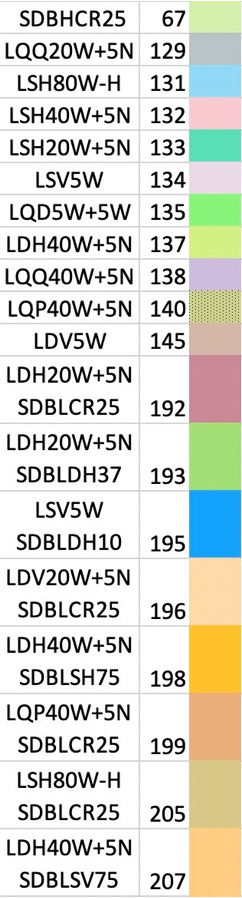 SDBHCR25 67
LQQ20W+5N 129
LSH80W-H 131
LSH40W+5N 132
LSH20W+5N 133
LSV5W 134
LQD5W+5W 135
LDH40W+5N 137
LQQ40W+5N 138
LQP40W+5N 140
LDV5W 145
LDH20W+5N
SDBLCR25 192
LDH20W+5N
SDBLDH37 193
LSV5W
SDBLDH10 195
LDV20W+5N
SDBLCR25 196
LDH40W+5N
SDBLSH75 198
LQP40W+5N
SDBLCR25 199
LSH80W-H
SDBLCR25 205
LDH40W+5N
SDBLSV75 207